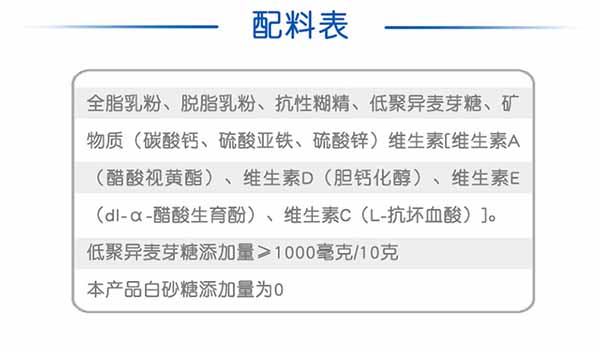 配料表
全脂乳粉、脱脂乳粉、抗性糊精、低聚异麦芽糖、矿
物质（碳酸钙、硫酸亚铁、硫酸锌）维生素[维生素A
（醋酸视黄酯）、维生素D（胆钙化醇）、维生素E
（dl-α-醋酸生育酚）、维生素C（L-抗坏血酸）]。
低聚异麦芽糖添加量≥1000毫克/10克
本产品白砂糖添加量为0